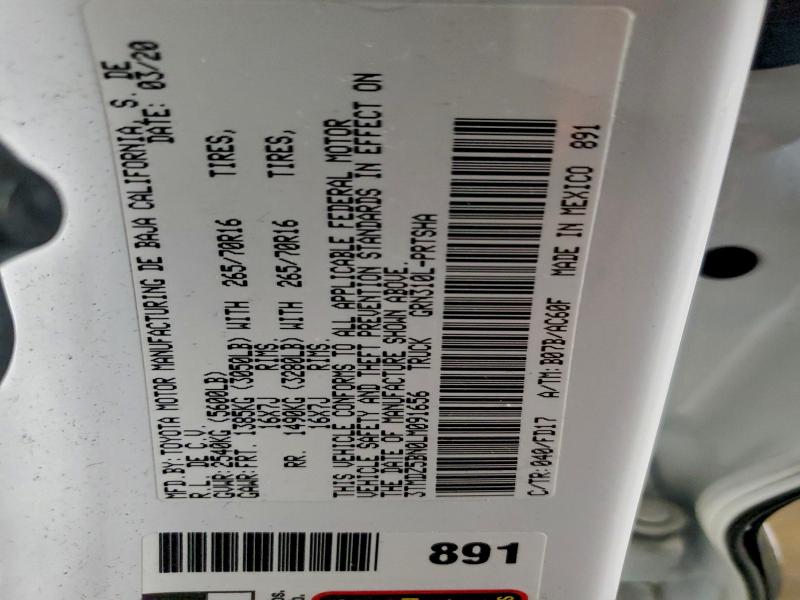 MFD.BY:TOYOTA MOTOR MANUFACTURING DE BAJA CALIFORNIA, S. DE
R.L. DE C.V. DATE: 03/20
GVWR:2540KG (5600LB)
GAWR:FRT 1385KG (3050LB) WITH 265/70R16 TIRES,
16X7J RIMS.
RR. 1490KG (3280LB) WITH 265/70R16 TIRES,
16X7J RIMS.
THIS VEHICLE CONFORMS TO ALL APPLICABLE FEDERAL MOTOR
VEHICLE SAFETY AND THEFT PREVENTION STANDARDS IN EFFECT ON
THE DATE OF MANUFACTURE SHOWN ABOVE.
3TMDZ5BN0LM091656 TRUCK GRN310L-PRTSHA
C/TR:040/FD17 A/TM:B07B/AC60F MADE IN MEXICO 891
891